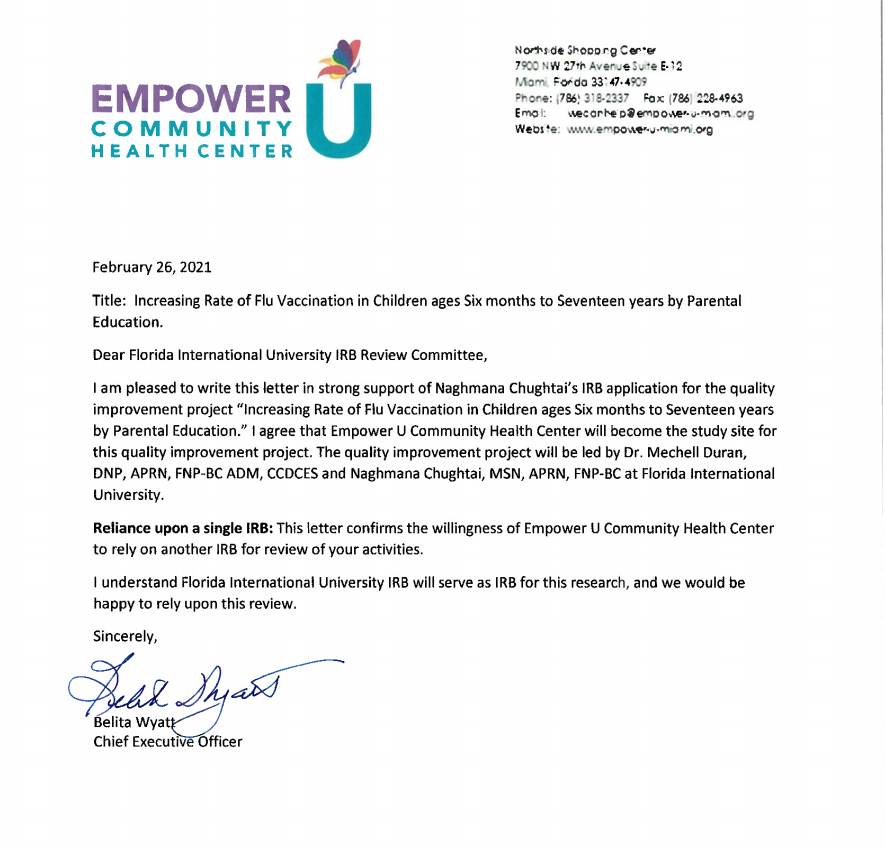 EMPOWER U
COMMUNITY
HEALTH CENTER
Northside Shopping Center
7900 NW 27th Avenue Suite E-12
Miami, Florida 33147-4909
Phone: (786) 318-2337 Fax: (786) 228-4963
Email: wecanhelp@empower-u-miami.org
Website: www.empower-u-miami.org
February 26, 2021
Title: Increasing Rate of Flu Vaccination in Children ages Six months to Seventeen years by Parental
Education.
Dear Florida International University IRB Review Committee,
I am pleased to write this letter in strong support of Naghmana Chughtai's IRB application for the quality
improvement project "Increasing Rate of Flu Vaccination in Children ages Six months to Seventeen years
by Parental Education." I agree that Empower U Community Health Center will become the study site for
this quality improvement project. The quality improvement project will be led by Dr. Mechell Duran,
DNP, APRN, FNP-BC ADM, CCDCES and Naghmana Chughtai, MSN, APRN, FNP-BC at Florida International
University.
Reliance upon a single IRB: This letter confirms the willingness of Empower U Community Health Center
to rely on another IRB for review of your activities.
I understand Florida International University IRB will serve as IRB for this research, and we would be
happy to rely upon this review.
Sincerely,
Belita Wyatt
Belita Wyatt
Chief Executive Officer